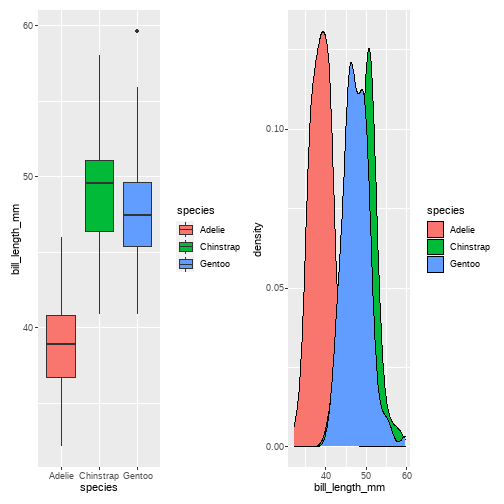 60
50
40
bill_length_mm
Adelie Chinstrap Gentoo
species
species
Adelie
Chinstrap
Gentoo
density
0.10
0.05
0.00
40 50 60
bill_length_mm
species
Adelie
Chinstrap
Gentoo